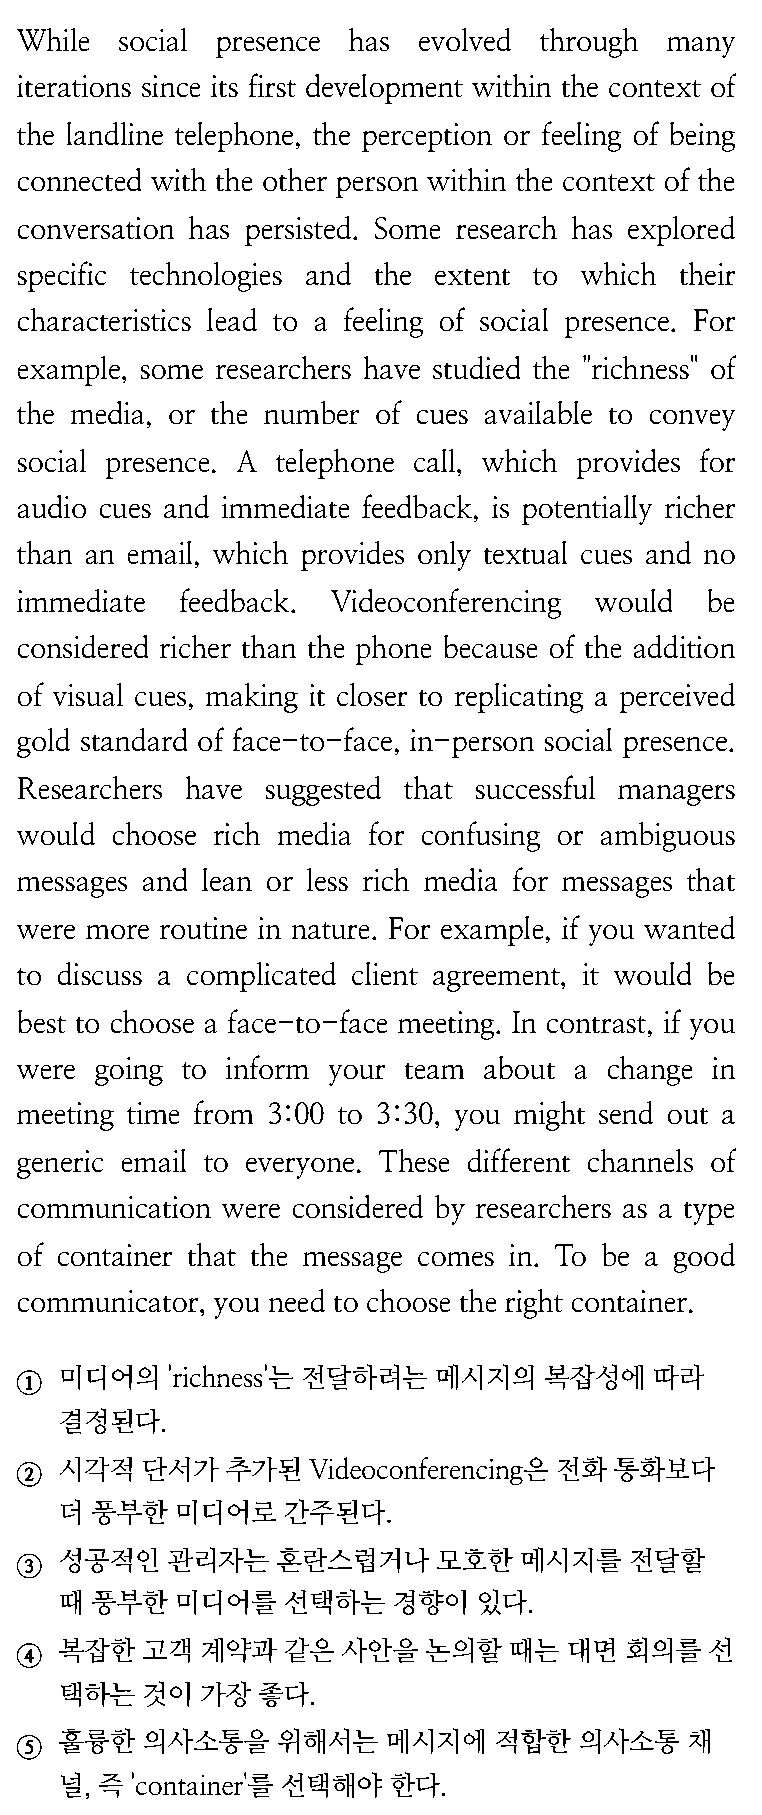 While social presence has evolved through many
iterations since its first development within the context of
the landline telephone, the perception or feeling of being
connected with the other person within the context of the
conversation has persisted. Some research has explored
specific technologies and the extent to which their
characteristics lead to a feeling of social presence. For
example, some researchers have studied the "richness" of
the media, or the number of cues available to convey
social presence. A telephone call, which provides for
audio cues and immediate feedback, is potentially richer
than an email, which provides only textual cues and no
immediate feedback. Videoconferencing would be
considered richer than the phone because of the addition
of visual cues, making it closer to replicating a perceived
gold standard of face-to-face, in-person social presence.
Researchers have suggested that successful managers
would choose rich media for confusing or ambiguous
messages and lean or less rich media for messages that
were more routine in nature. For example, if you wanted
to discuss a complicated client agreement, it would be
best to choose a face-to-face meeting. In contrast, if you
were going to inform your team about a change in
meeting time from 3:00 to 3:30, you might send out a
generic email to everyone. These different channels of
communication were considered by researchers as a type
of container that the message comes in. To be a good
communicator, you need to choose the right container.
① 미디어의 'richness'는 전달하려는 메시지의 복잡성에 따라
결정된다.
② 시각적 단서가 추가된 Videoconferencing은 전화 통화보다
더 풍부한 미디어로 간주된다.
③ 성공적인 관리자는 혼란스럽거나 모호한 메시지를 전달할
때 풍부한 미디어를 선택하는 경향이 있다.
④ 복잡한 고객 계약과 같은 사안을 논의할 때는 대면 회의를 선
택하는 것이 가장 좋다.
⑤ 훌륭한 의사소통을 위해서는 메시지에 적합한 의사소통 채
널, 즉 'container'를 선택해야 한다.